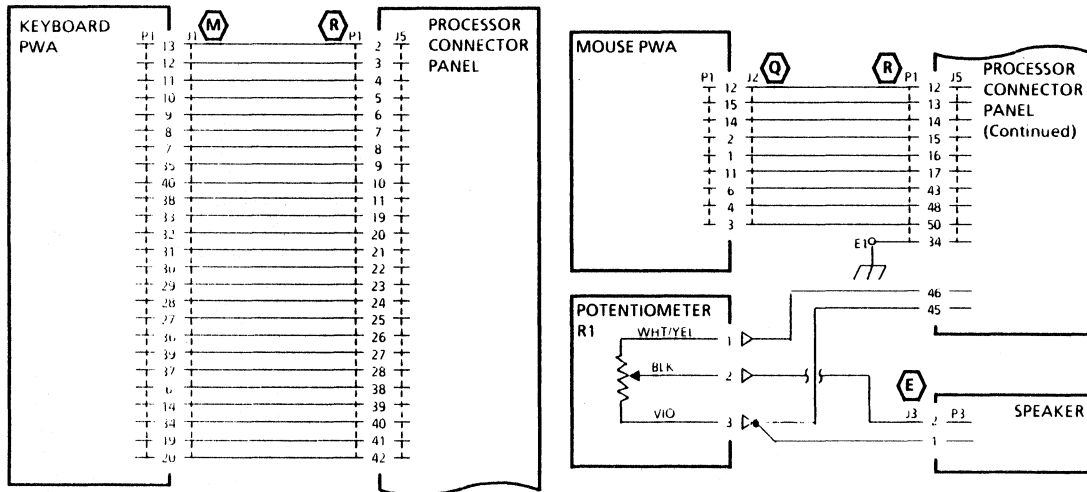 KEYBOARD
PWA
M
R
PROCESSOR
CONNECTOR
PANEL
P1 J1 P1 J5
13 2
12 3
11 4
10 5
9 6
8 7
7 8
35 9
40 10
38 11
33 19
32 20
31 21
30 22
29 23
28 24
27 25
36 26
39 27
37 28
6 38
14 39
34 40
19 41
20 42
MOUSE PWA
Q
R
PROCESSOR
CONNECTOR
PANEL
(Continued)
P1 J2 P1 J5
12 12
15 13
14 14
2 15
1 16
11 17
6 43
4 48
3 50
E1 34
46
45
POTENTIOMETER
R1
WHT/YEL 1
BLK 2
VIO 3
E
J3 2 P3
1
SPEAKER